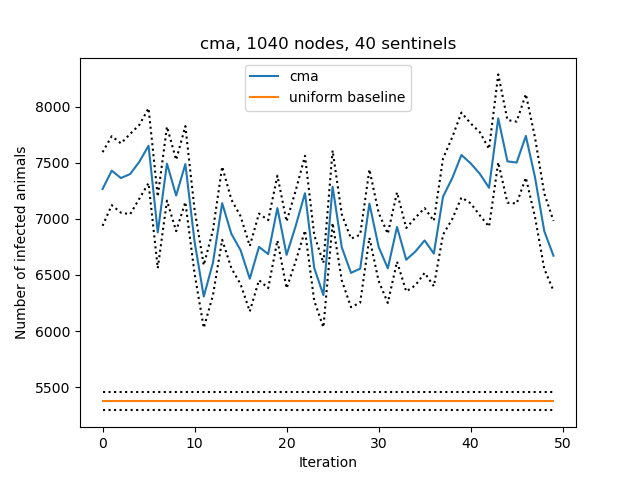 cma, 1040 nodes, 40 sentinels
cma
uniform baseline
Number of infected animals
8000
7500
7000
6500
6000
5500
0 10 20 30 40 50
Iteration